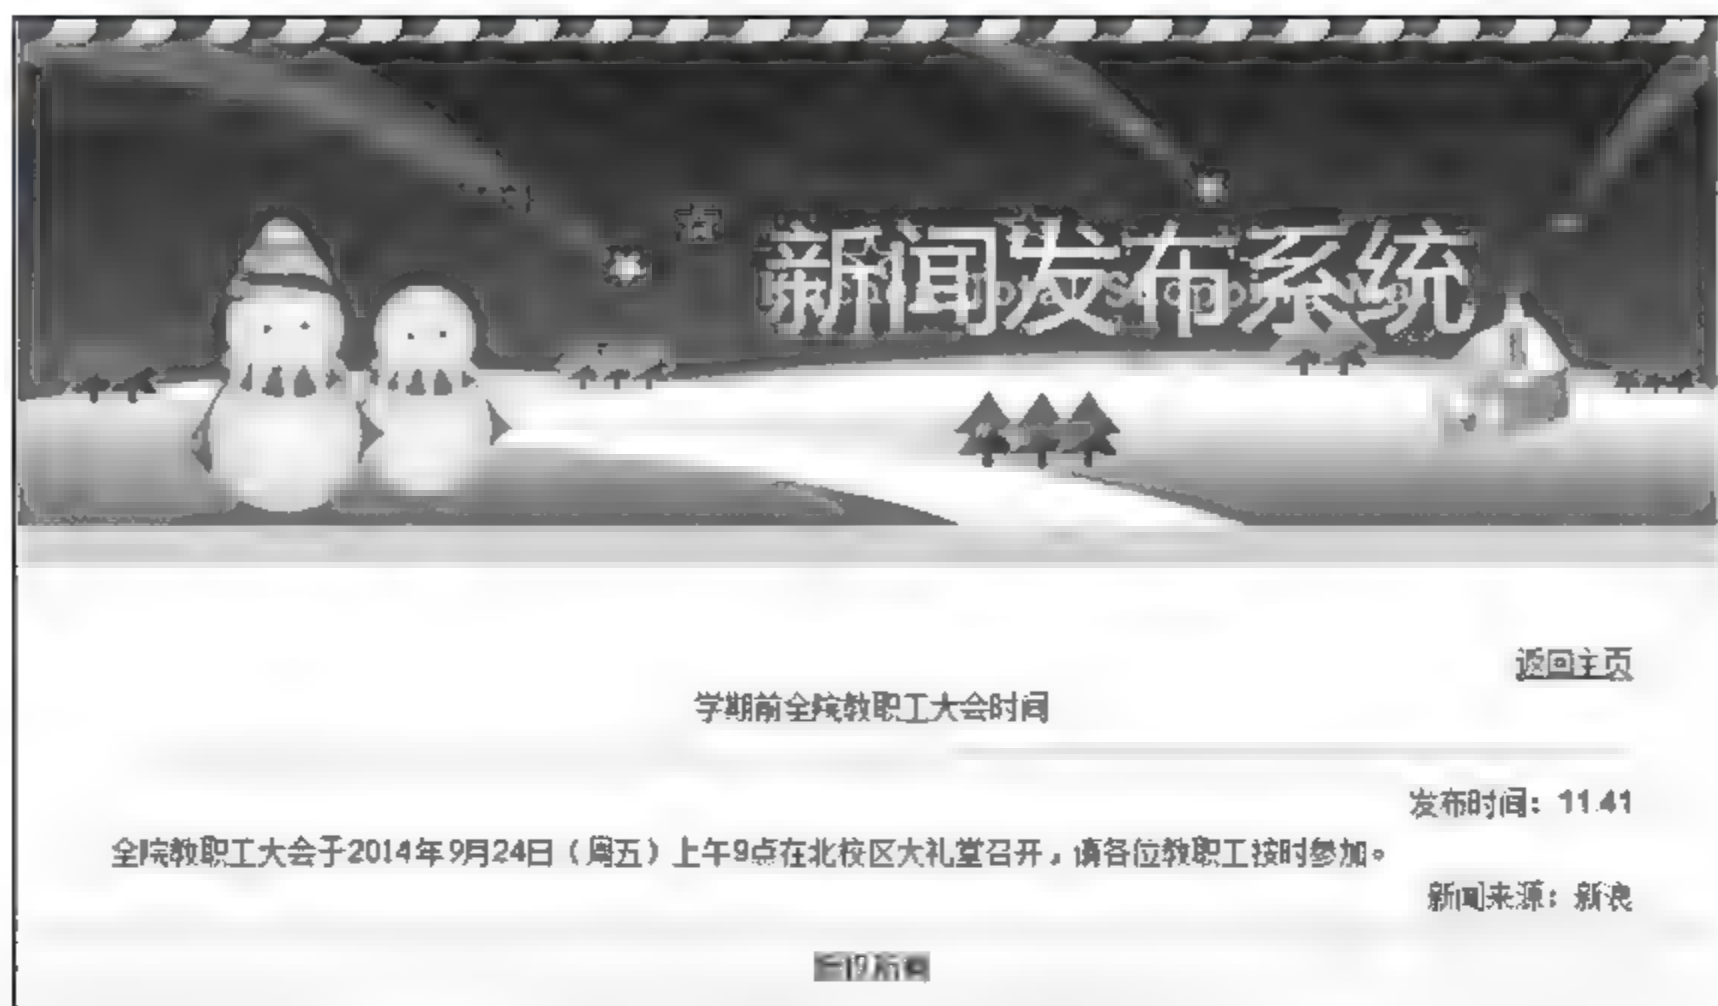 新闻发布系统
返回主页
学期前全院教职工大会时间
发布时间：11.41
全院教职工大会于2014年9月24日（周五）上午9点在北校区大礼堂召开，请各位教职工按时参加。
新闻来源：新浪